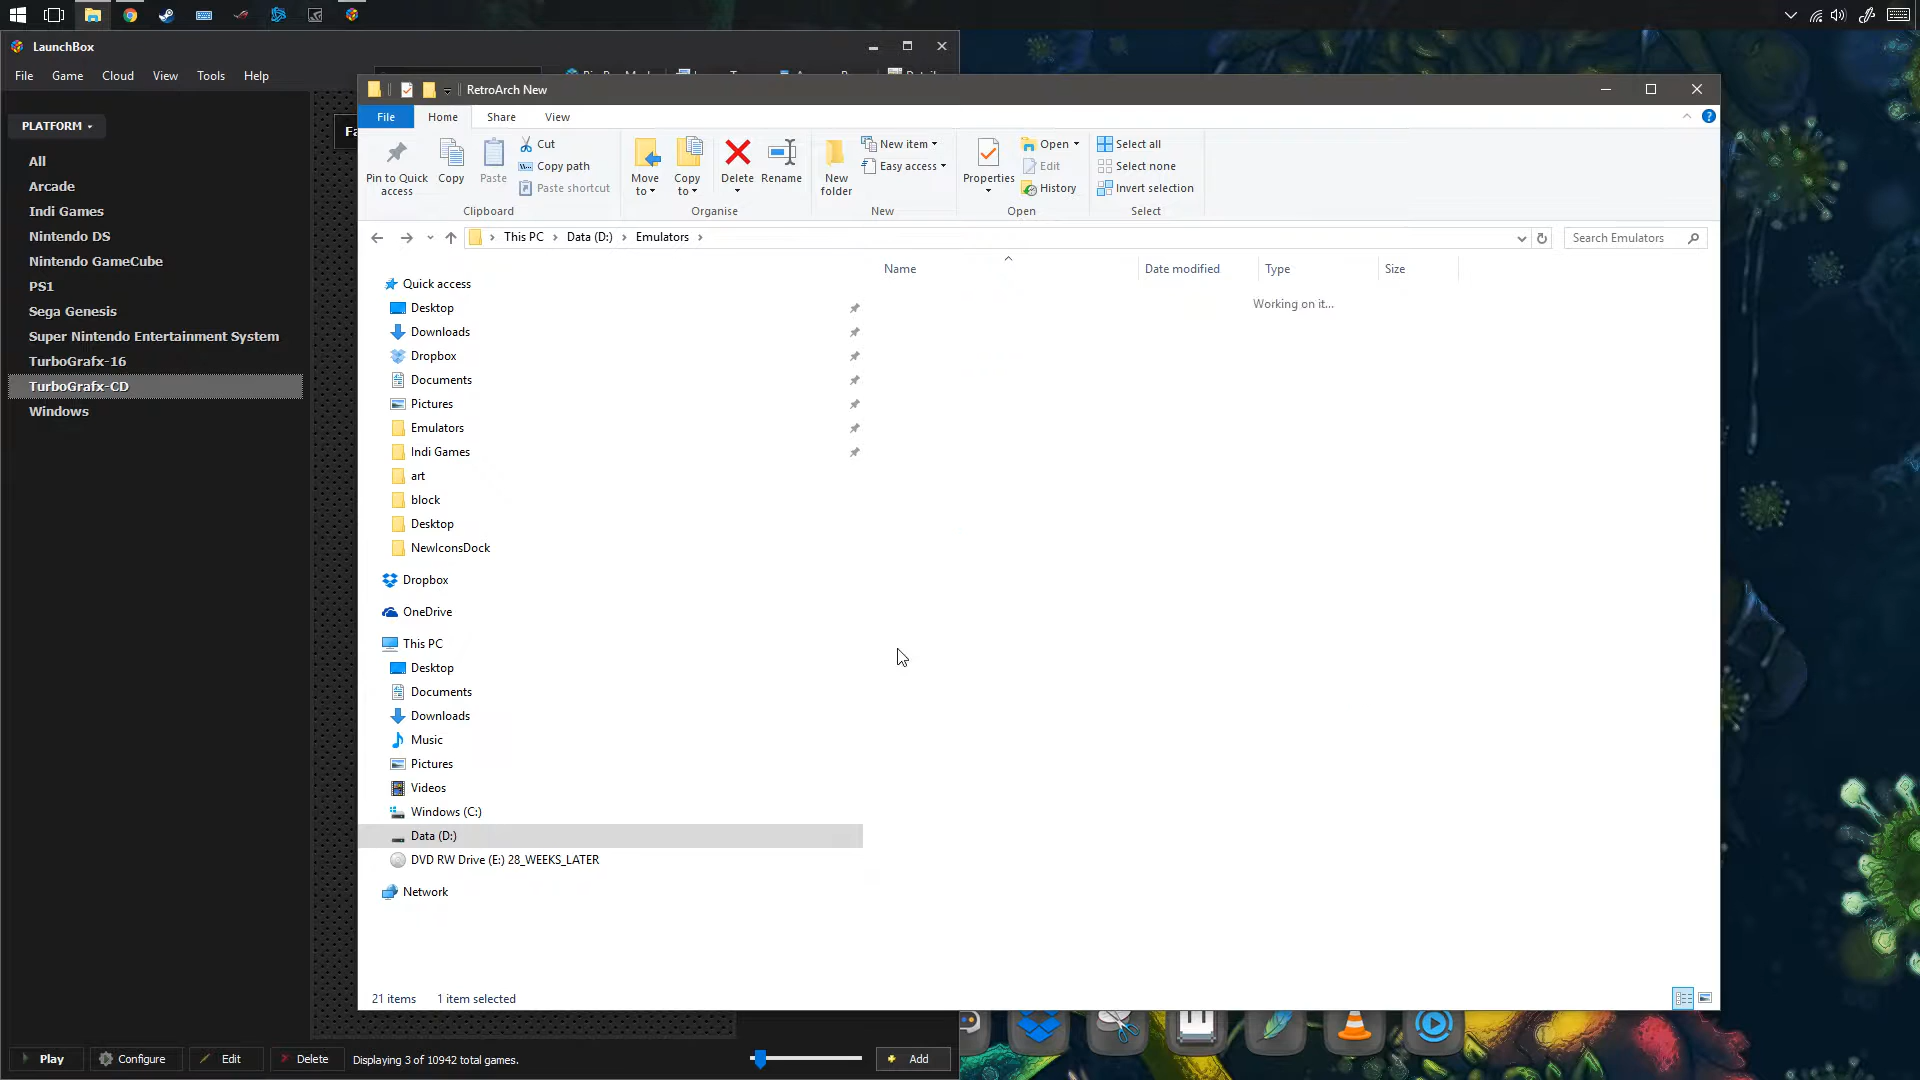 LaunchBox
File Game Cloud View Tools Help
PLATFORM
All
Arcade
Indi Games
Nintendo DS
Nintendo GameCube
PS1
Sega Genesis
Super Nintendo Entertainment System
TurboGrafx-16
TurboGrafx-CD
Windows
Play Configure Edit Delete Displaying 3 of 10942 total games. Add
RetroArch New
File Home Share View
Pin to Quick access
Copy
Paste
Cut
Copy path
Paste shortcut
Clipboard
Move to
Copy to
Delete
Rename
Organise
New folder
New item
Easy access
New
Properties
Open
Edit
History
Open
Select all
Select none
Invert selection
Select
This PC Data (D:) Emulators
Search Emulators
Name Date modified Type Size
Working on it...
Quick access
Desktop
Downloads
Dropbox
Documents
Pictures
Emulators
Indi Games
art
block
Desktop
NewIconsDock
Dropbox
OneDrive
This PC
Desktop
Documents
Downloads
Music
Pictures
Videos
Windows (C:)
Data (D:)
DVD RW Drive (E:) 28_WEEKS_LATER
Network
21 items 1 item selected